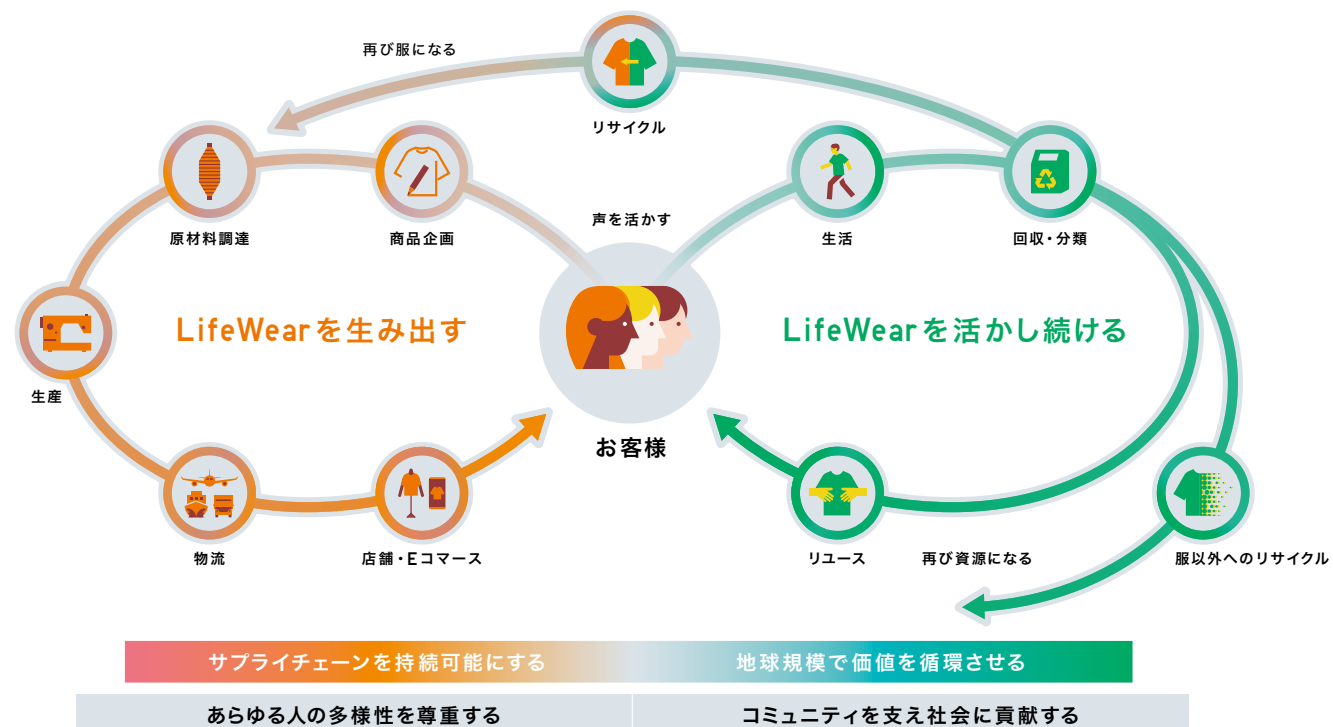 再び服になる
リサイクル
原材料調達
商品企画
声を活かす
生活
回収・分類
LifeWearを生み出す
LifeWearを活かし続ける
生産
お客様
物流
店舗・Eコマース
リユース
再び資源になる
服以外へのリサイクル
サプライチェーンを持続可能にする
地球規模で価値を循環させる
あらゆる人の多様性を尊重する
コミュニティを支え社会に貢献する